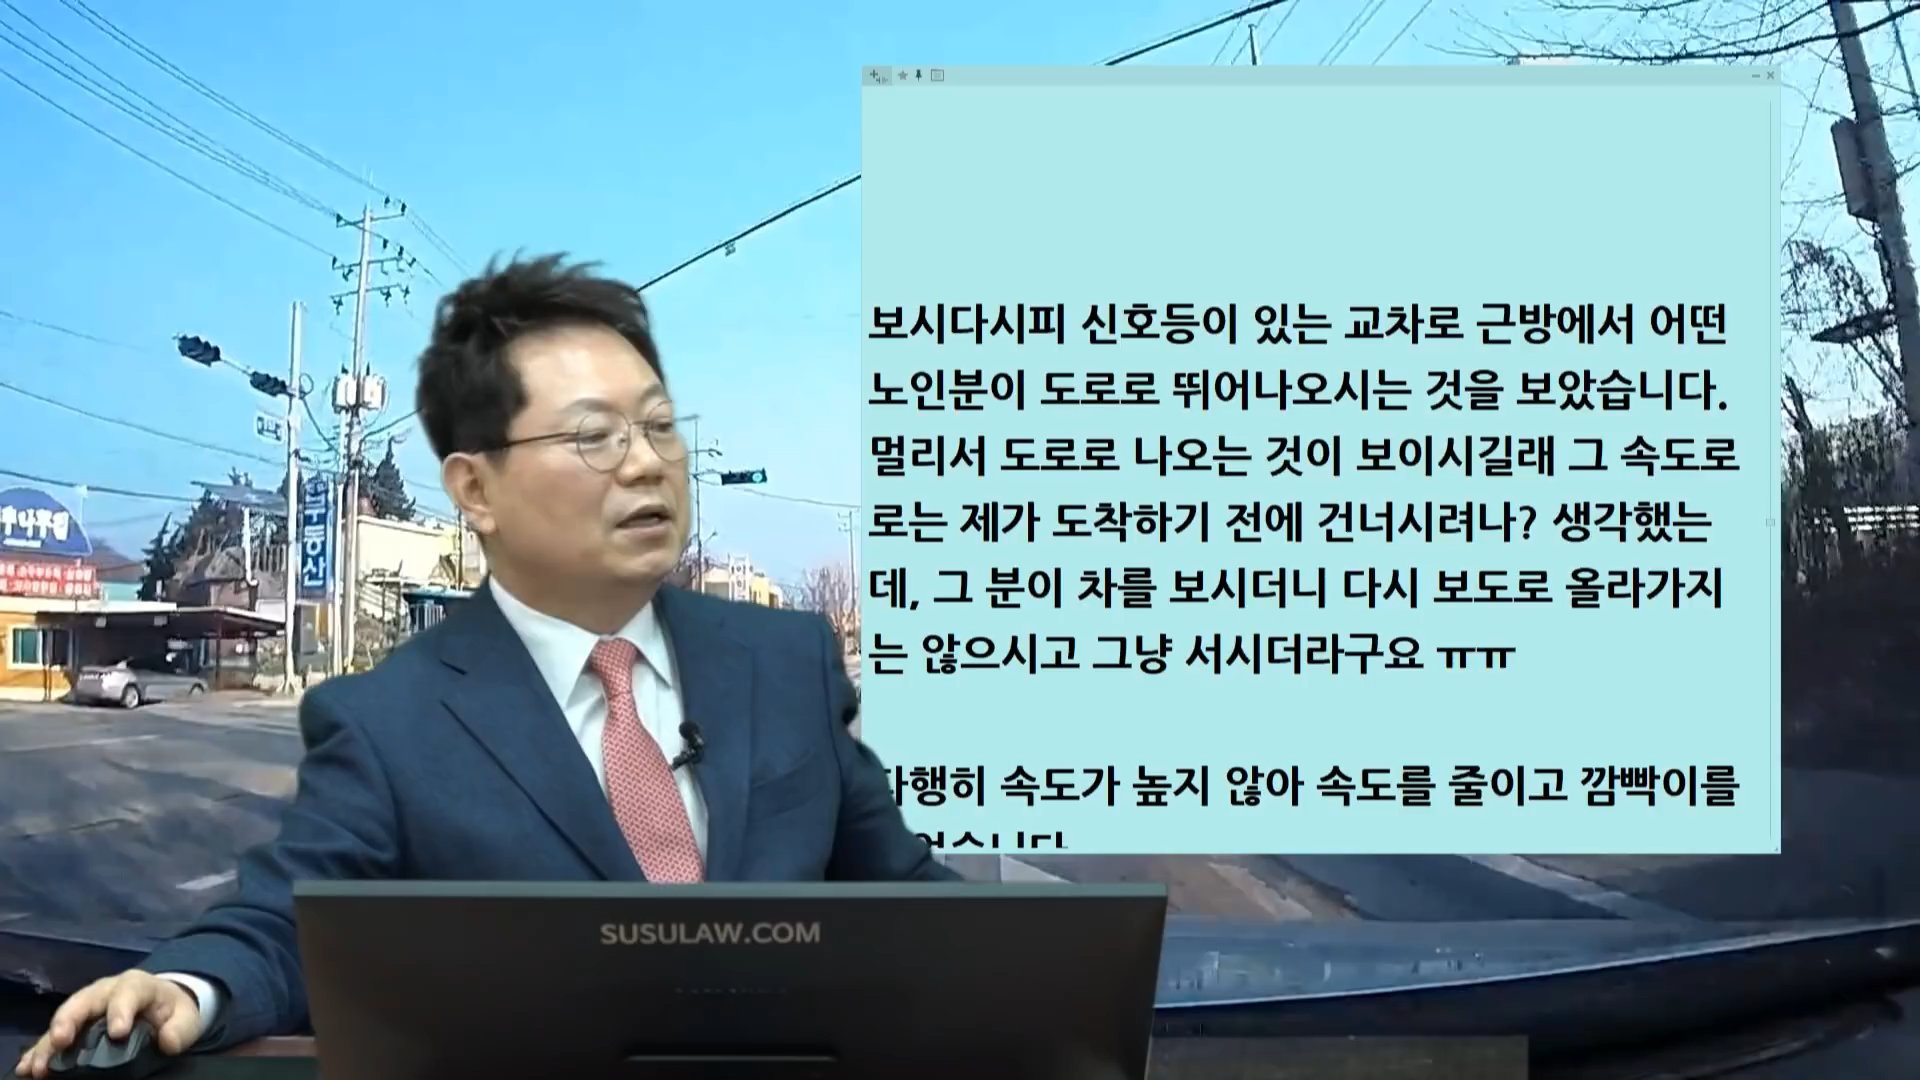 보시다시피 신호등이 있는 교차로 근방에서 어떤
노인분이 도로로 뛰어나오시는 것을 보았습니다.
멀리서 도로로 나오는 것이 보이시길래 그 속도로
로는 제가 도착하기 전에 건너시려나? 생각했는
데, 그 분이 차를 보시더니 다시 보도로 올라가지
는 않으시고 그냥 서시더라구요 ㅠㅠ
다행히 속도가 높지 않아 속도를 줄이고 깜빡이를
SUSULAW.COM